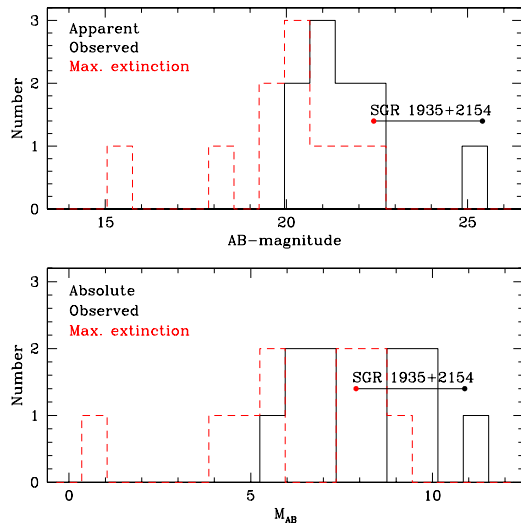 3
Apparent
Observed
Max. extinction
2
SGR 1935+2154
1
0
Number
15
20
25
AB-magnitude
3
Absolute
Observed
Max. extinction
2
SGR 1935+2154
1
0
Number
0
5
10
M_AB